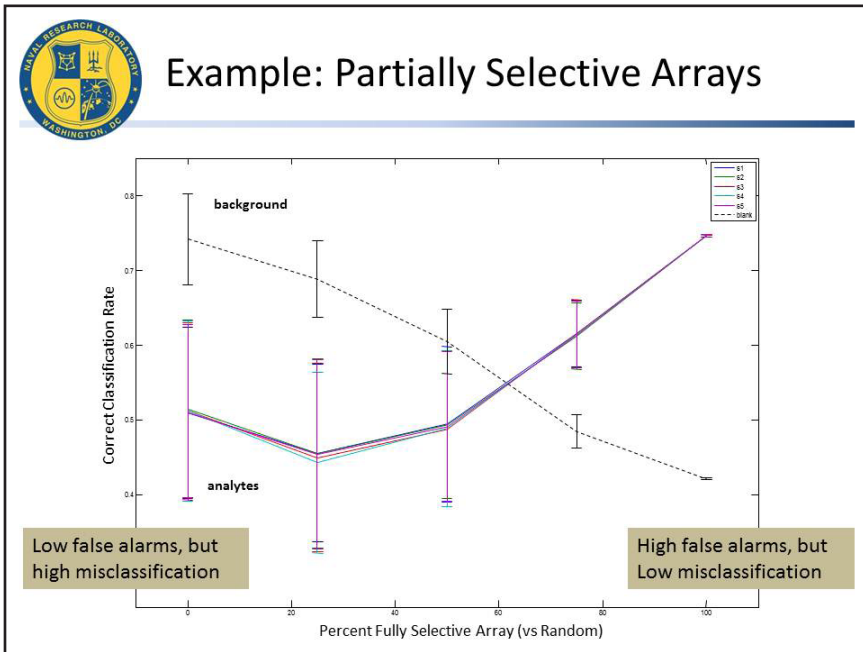 NAVAL RESEARCH LABORATORY
WASHINGTON, DC
Example: Partially Selective Arrays
s1
s2
s3
s4
s5
blank
background
analytes
Correct Classification Rate
0.8
0.7
0.6
0.5
0.4
0
20
40
60
80
100
Percent Fully Selective Array (vs Random)
Low false alarms, but
high misclassification
High false alarms, but
Low misclassification